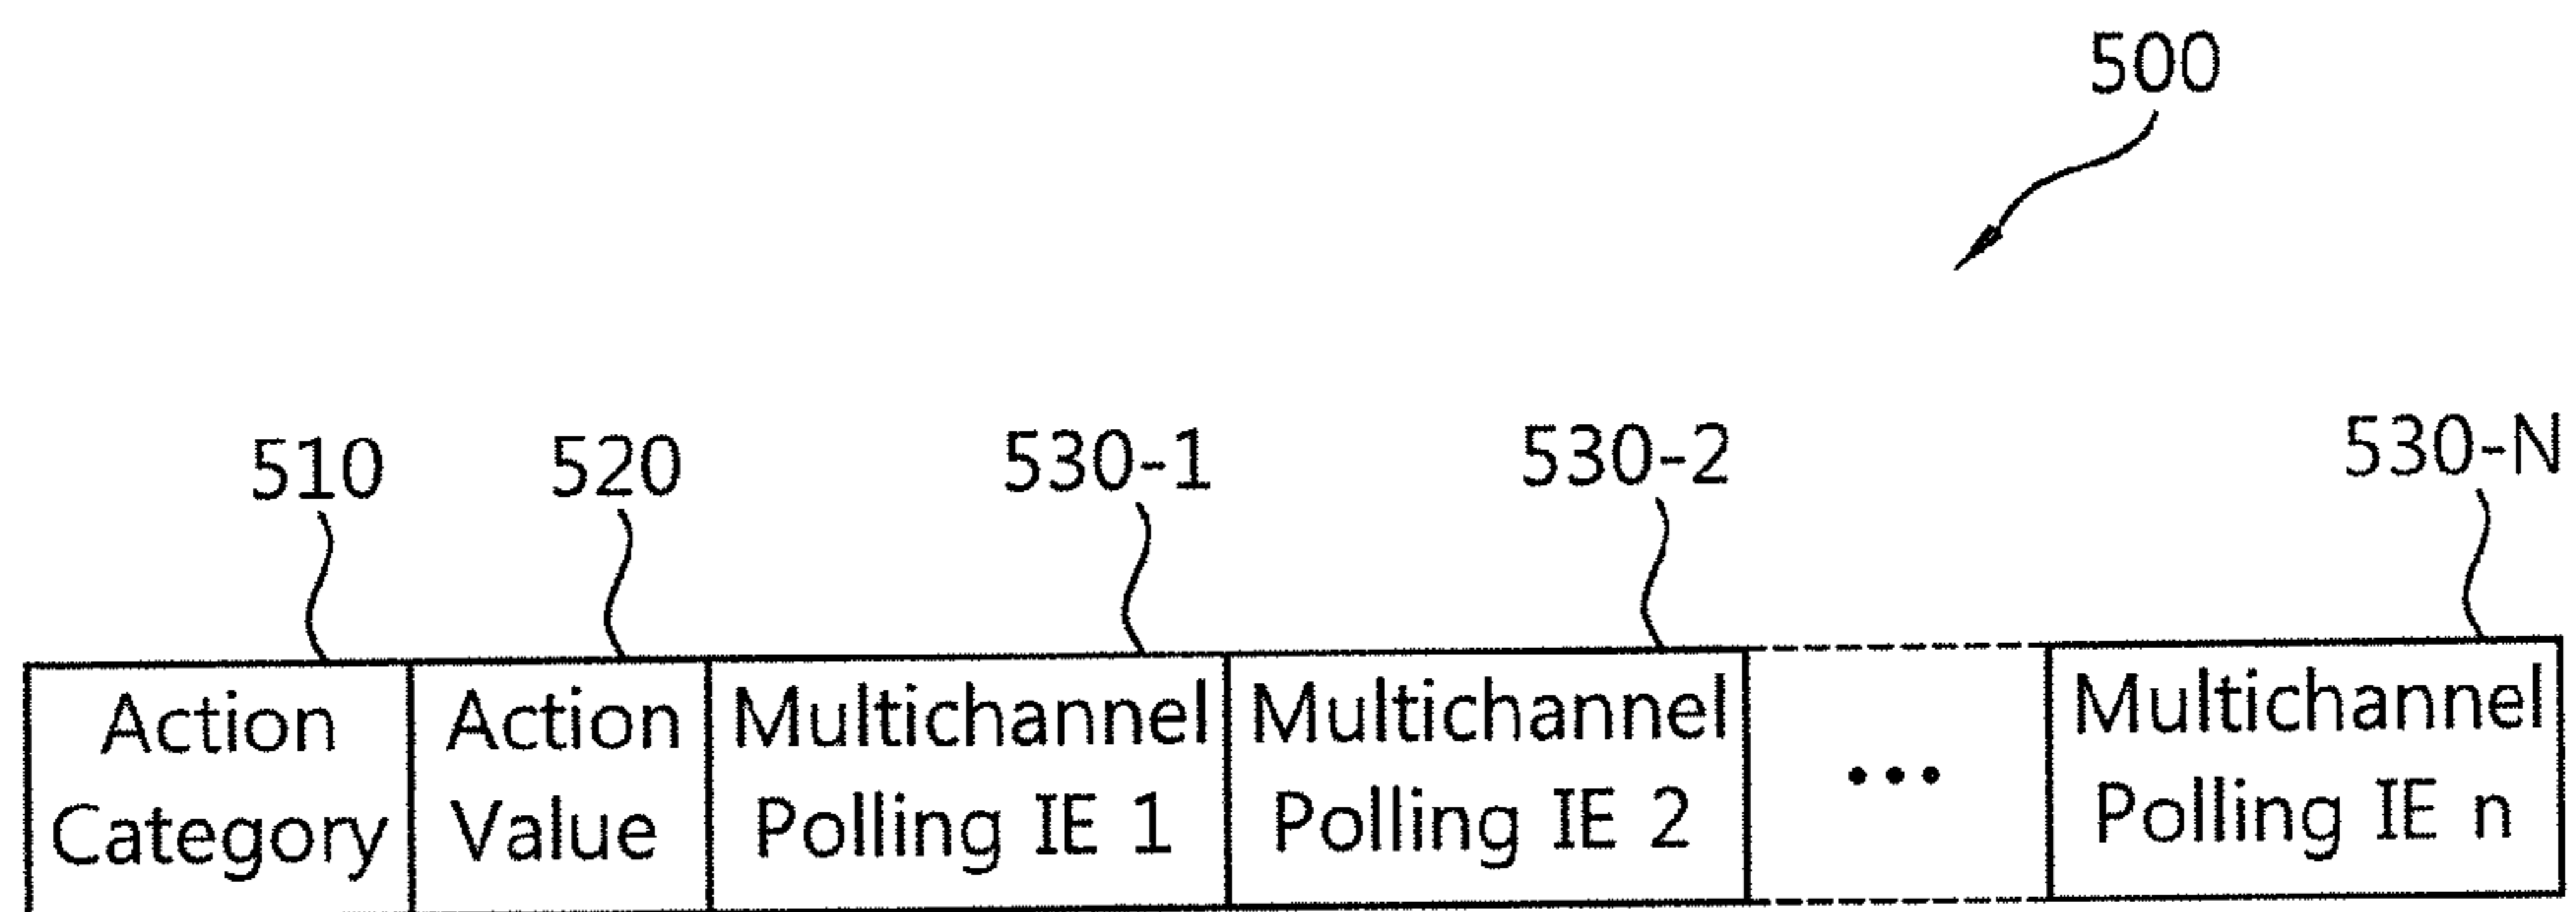 500
510
520
530-1
530-2
530-N
Action
Category
Action
Value
Multichannel
Polling IE 1
Multichannel
Polling IE 2
•••
Multichannel
Polling IE n